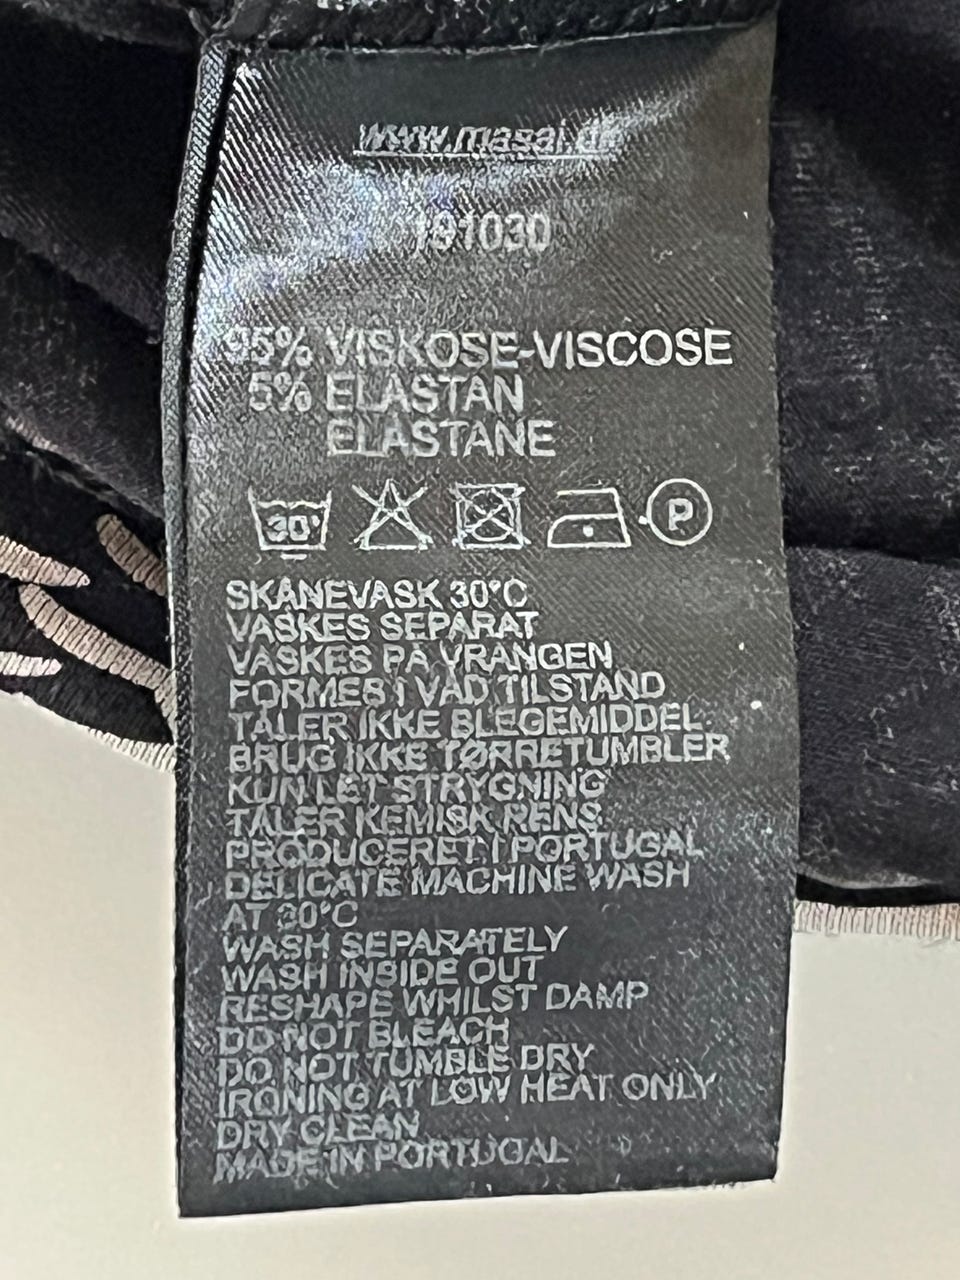 www.masai.dk
191030
95% VISKOSE-VISCOSE
5% ELASTAN
ELASTANE
30°
P
SKÅNEVASK 30°C
VASKES SEPARAT
VASKES PÅ VRANGEN
FORMES I VÅD TILSTAND
TÅLER IKKE BLEGEMIDDEL
BRUG IKKE TØRRETUMBLER
KUN LET STRYGNING
TÅLER KEMISK RENS
PRODUCERET I PORTUGAL
DELICATE MACHINE WASH
AT 30°C
WASH SEPARATELY
WASH INSIDE OUT
RESHAPE WHILST DAMP
DO NOT BLEACH
DO NOT TUMBLE DRY
IRONING AT LOW HEAT ONLY
DRY CLEAN
MADE IN PORTUGAL